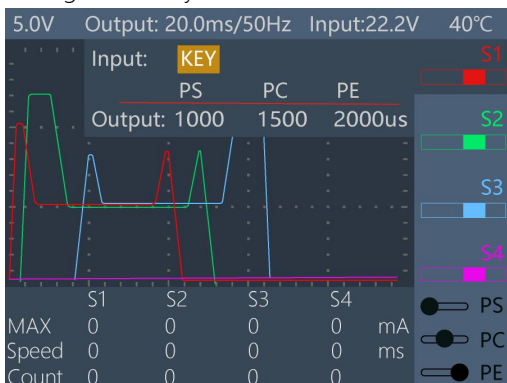 5.0V Output: 20.0ms/50Hz Input:22.2V 40°C
Input: KEY
PS PC PE
Output: 1000 1500 2000us
S1
S2
S3
S4
S1 S2 S3 S4
MAX 0 0 0 0 mA
Speed 0 0 0 0 ms
Count 0 0 0 0
PS
PC
PE